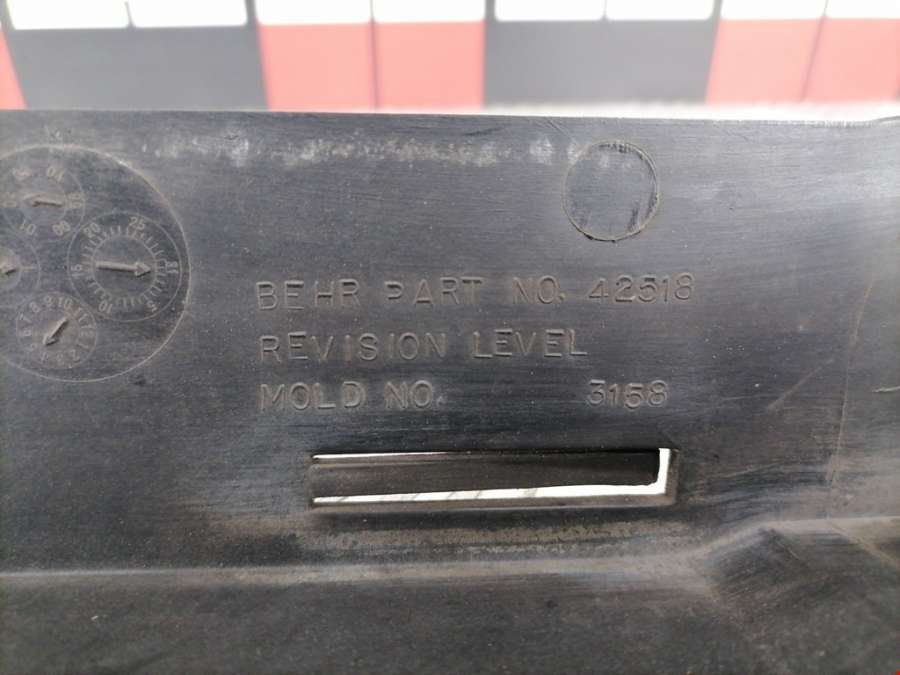 BEHR PART NO. 42518
REVISION LEVEL
MOLD NO. 3158